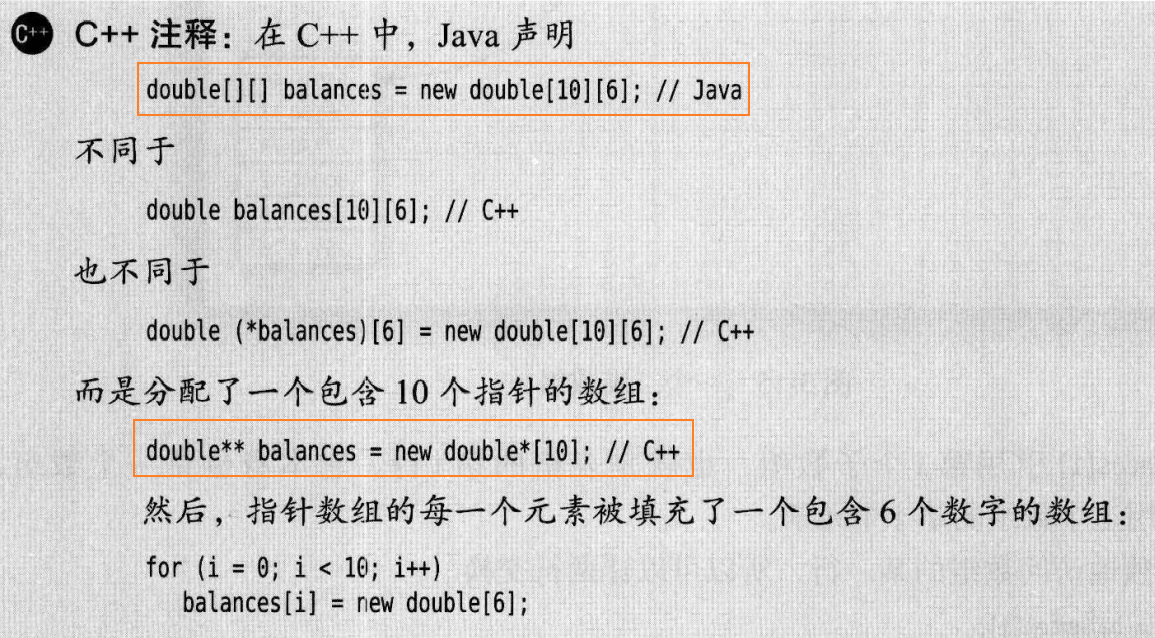 C++ C++ 注释：在 C++ 中，Java 声明
double[][] balances = new double[10][6]; // Java
不同于
double balances[10][6]; // C++
也不同于
double (*balances)[6] = new double[10][6]; // C++
而是分配了一个包含 10 个指针的数组：
double** balances = new double*[10]; // C++
然后，指针数组的每一个元素被填充了一个包含 6 个数字的数组：
for (i = 0; i < 10; i++)
balances[i] = new double[6];